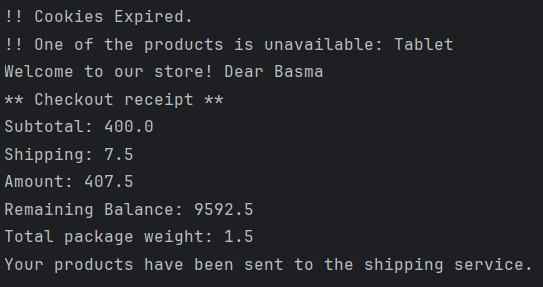 !! Cookies Expired.
!! One of the products is unavailable: Tablet
Welcome to our store! Dear Basma
** Checkout receipt **
Subtotal: 400.0
Shipping: 7.5
Amount: 407.5
Remaining Balance: 9592.5
Total package weight: 1.5
Your products have been sent to the shipping service.